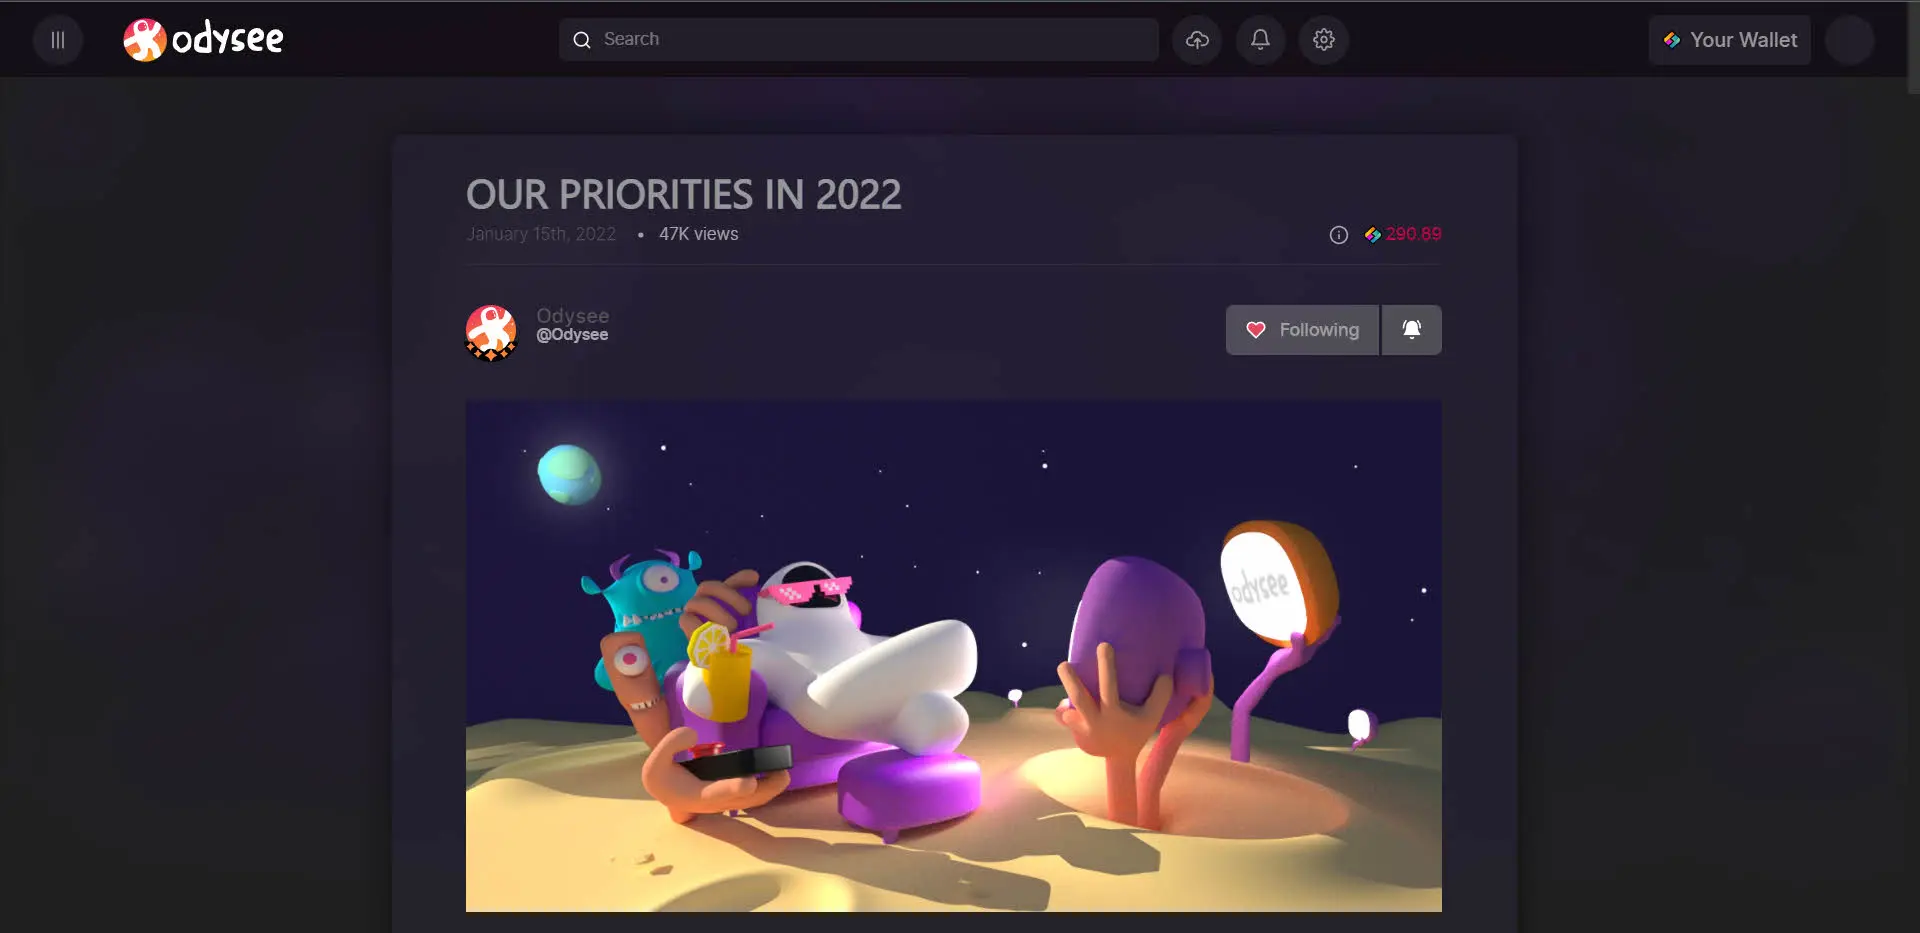 odysee
Search
Your Wallet
OUR PRIORITIES IN 2022
January 15th, 2022 • 47K views
290.89
Odysee
@Odysee
Following
odysee